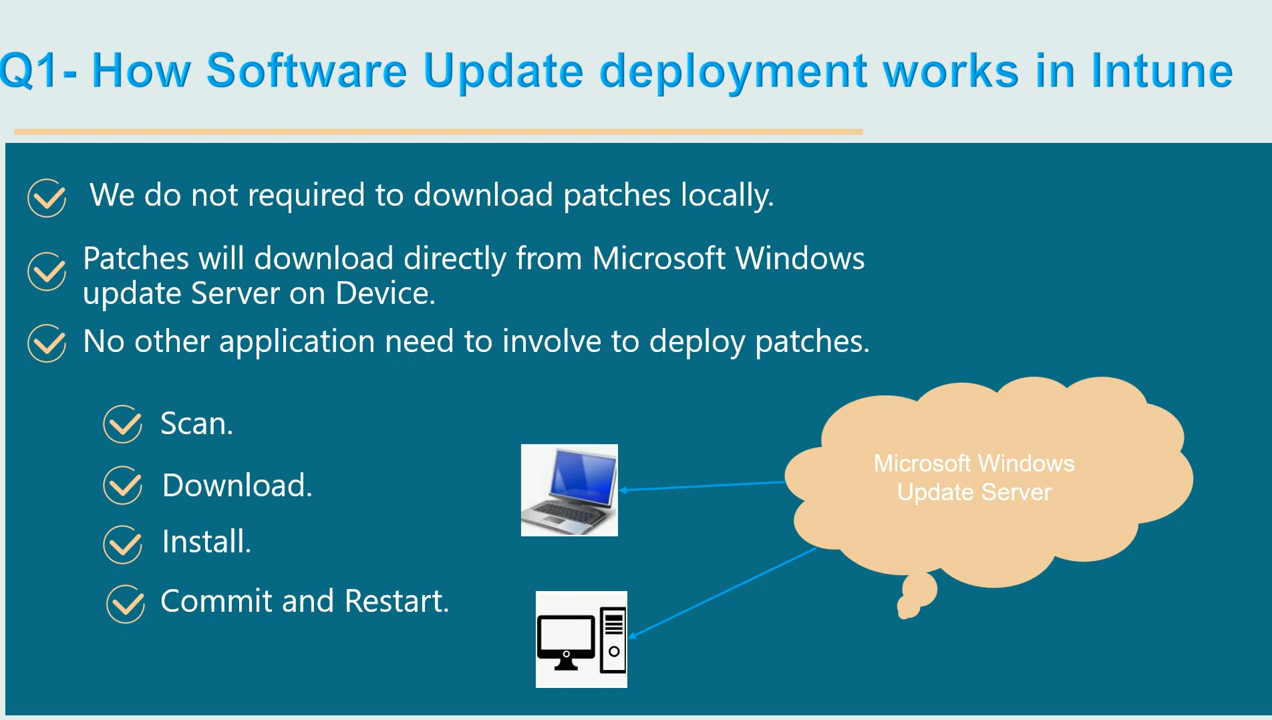 Q1- How Software Update deployment works in Intune
We do not required to download patches locally.
Patches will download directly from Microsoft Windows
update Server on Device.
No other application need to involve to deploy patches.
Scan.
Download.
Install.
Commit and Restart.
Microsoft Windows
Update Server